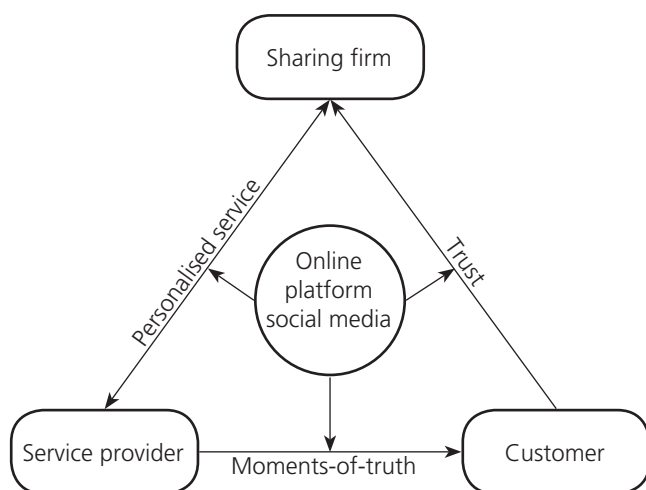 Sharing firm
Personalised service
Trust
Online
platform
social media
Service provider
Moments-of-truth
Customer